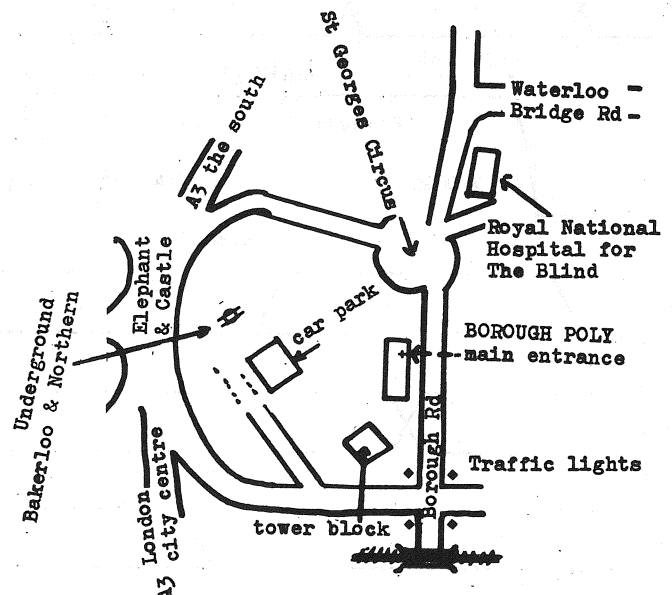 St Georges Circus
Waterloo -
Bridge Rd -
A3 the south
Royal National
Hospital for
The Blind
Elephant
& Castle
car park
Underground
Bakerloo & Northern
BOROUGH POLY
main entrance
Borough Rd
Traffic lights
tower block
London
A3 city centre